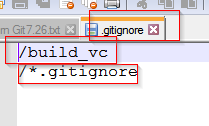 m Git7.26.txt .gitignore
/build_vc
/*.gitignore